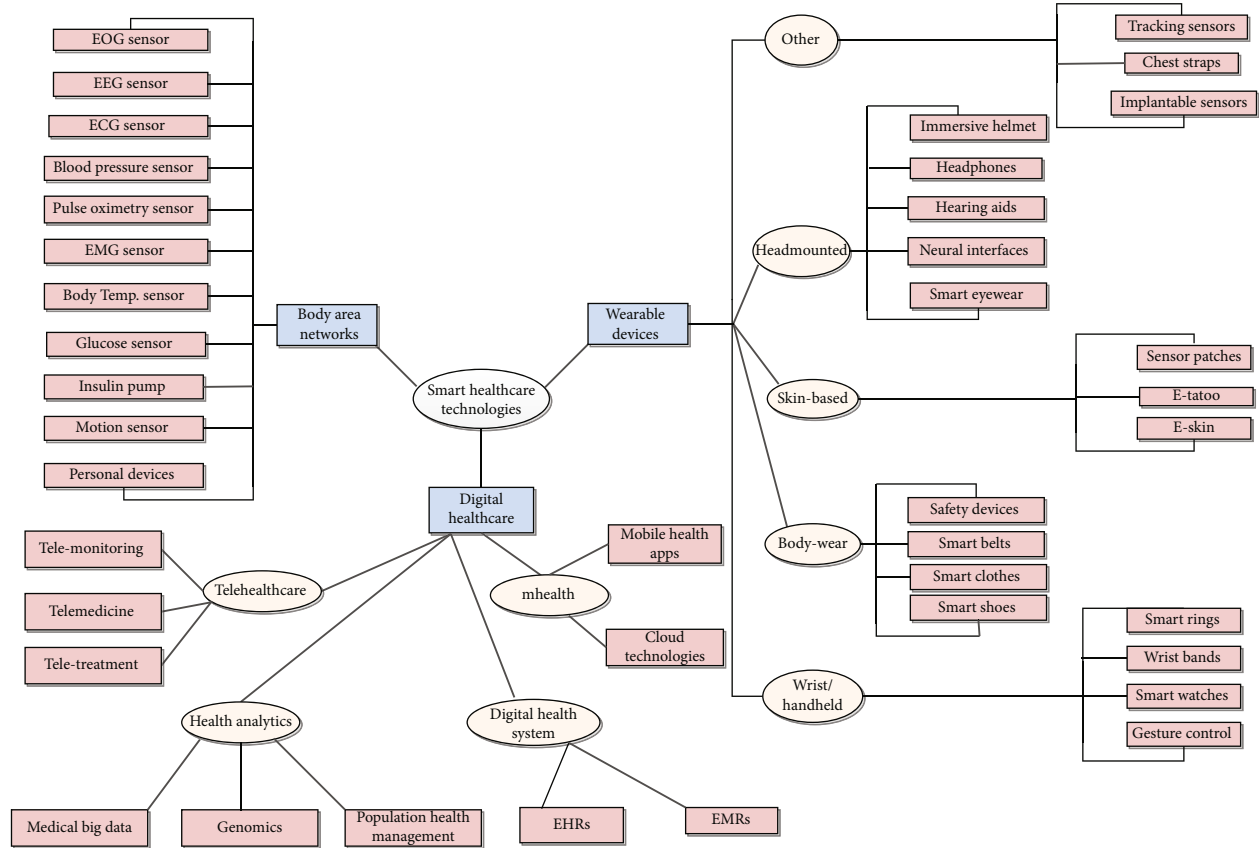 EOG sensor
EEG sensor
ECG sensor
Blood pressure sensor
Pulse oximetry sensor
EMG sensor
Body Temp. sensor
Glucose sensor
Insulin pump
Motion sensor
Personal devices
Body area
networks
Smart healthcare
technologies
Wearable
devices
Digital
healthcare
Other
Tracking sensors
Chest straps
Implantable sensors
Headmounted
Immersive helmet
Headphones
Hearing aids
Neural interfaces
Smart eyewear
Skin-based
Sensor patches
E-tatoo
E-skin
Body-wear
Safety devices
Smart belts
Smart clothes
Smart shoes
Wrist/
handheld
Smart rings
Wrist bands
Smart watches
Gesture control
Telehealthcare
Tele-monitoring
Telemedicine
Tele-treatment
mhealth
Mobile health
apps
Cloud
technologies
Health analytics
Medical big data
Genomics
Population health
management
Digital health
system
EHRs
EMRs